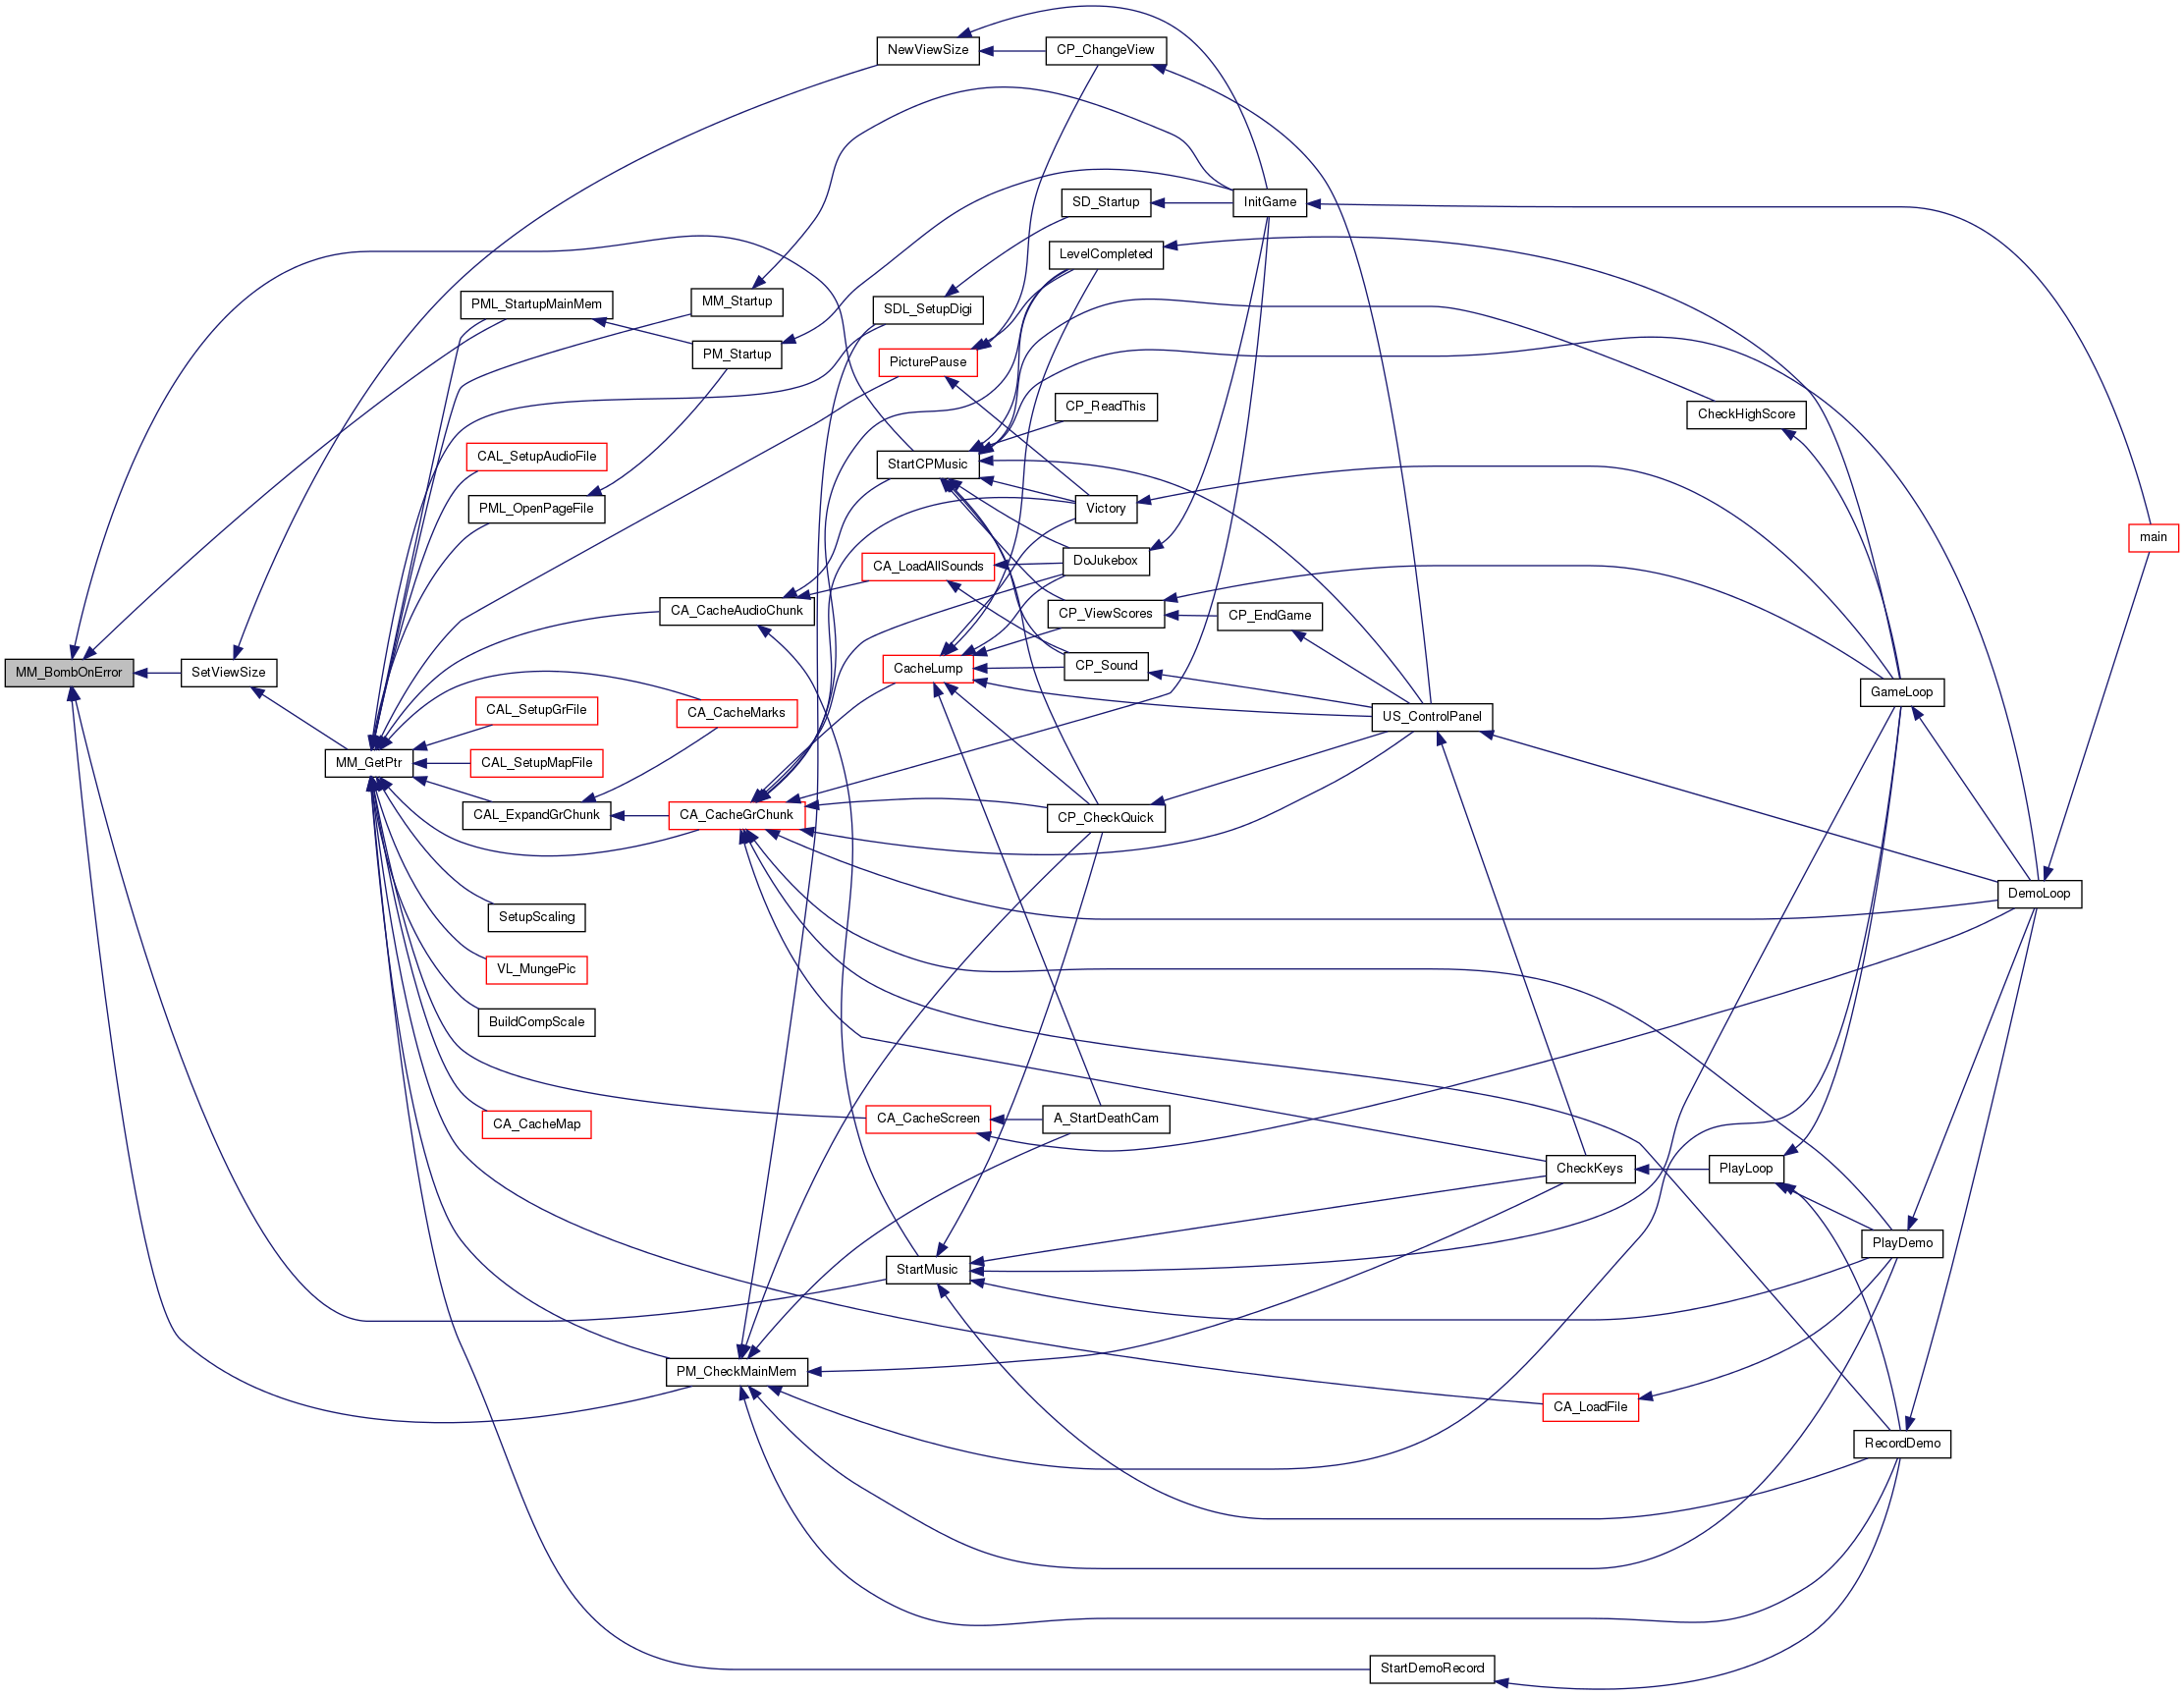 NewViewSize
CP_ChangeView
SD_Startup
InitGame
LevelCompleted
PML_StartupMainMem
MM_Startup
SDL_SetupDigi
PM_Startup
PicturePause
CP_ReadThis
CheckHighScore
CAL_SetupAudioFile
StartCPMusic
PML_OpenPageFile
Victory
main
CA_LoadAllSounds
DoJukebox
CA_CacheAudioChunk
CP_ViewScores
CP_EndGame
MM_BombOnError
SetViewSize
CacheLump
CP_Sound
GameLoop
CAL_SetupGrFile
CA_CacheMarks
US_ControlPanel
MM_GetPtr
CAL_SetupMapFile
CAL_ExpandGrChunk
CA_CacheGrChunk
CP_CheckQuick
DemoLoop
SetupScaling
VL_MungePic
BuildCompScale
CA_CacheMap
CA_CacheScreen
A_StartDeathCam
CheckKeys
PlayLoop
PlayDemo
StartMusic
PM_CheckMainMem
CA_LoadFile
RecordDemo
StartDemoRecord